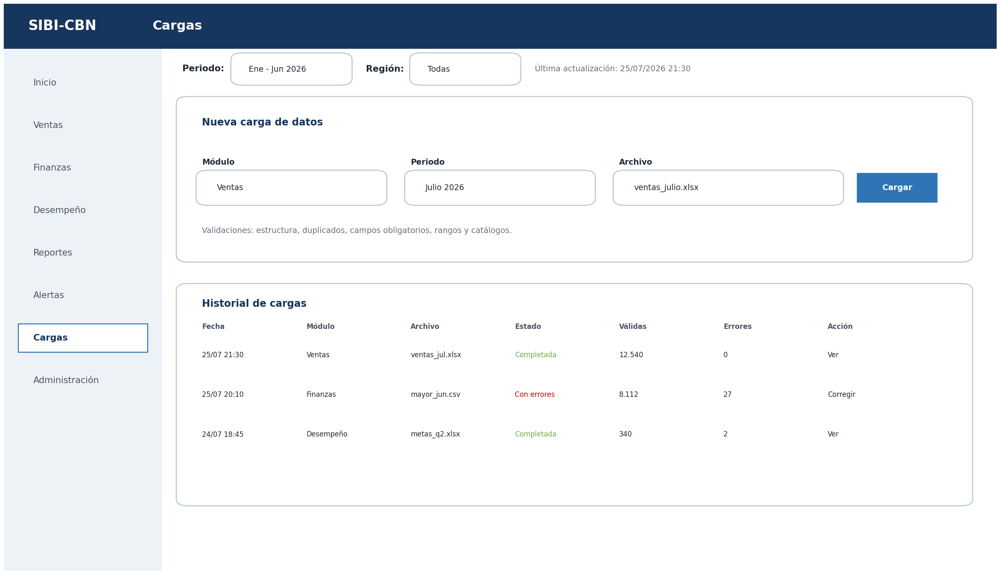 SIBI-CBN Cargas
Periodo: Ene - Jun 2026 Región: Todas Última actualización: 25/07/2026 21:30
Inicio
Ventas
Finanzas
Desempeño
Reportes
Alertas
Cargas
Administración
Nueva carga de datos
Módulo Periodo Archivo
Ventas Julio 2026 ventas_julio.xlsx Cargar
Validaciones: estructura, duplicados, campos obligatorios, rangos y catálogos.
Historial de cargas
Fecha Módulo Archivo Estado Válidas Errores Acción
25/07 21:30 Ventas ventas_jul.xlsx Completada 12.540 0 Ver
25/07 20:10 Finanzas mayor_jun.csv Con errores 8.112 27 Corregir
24/07 18:45 Desempeño metas_q2.xlsx Completada 340 2 Ver